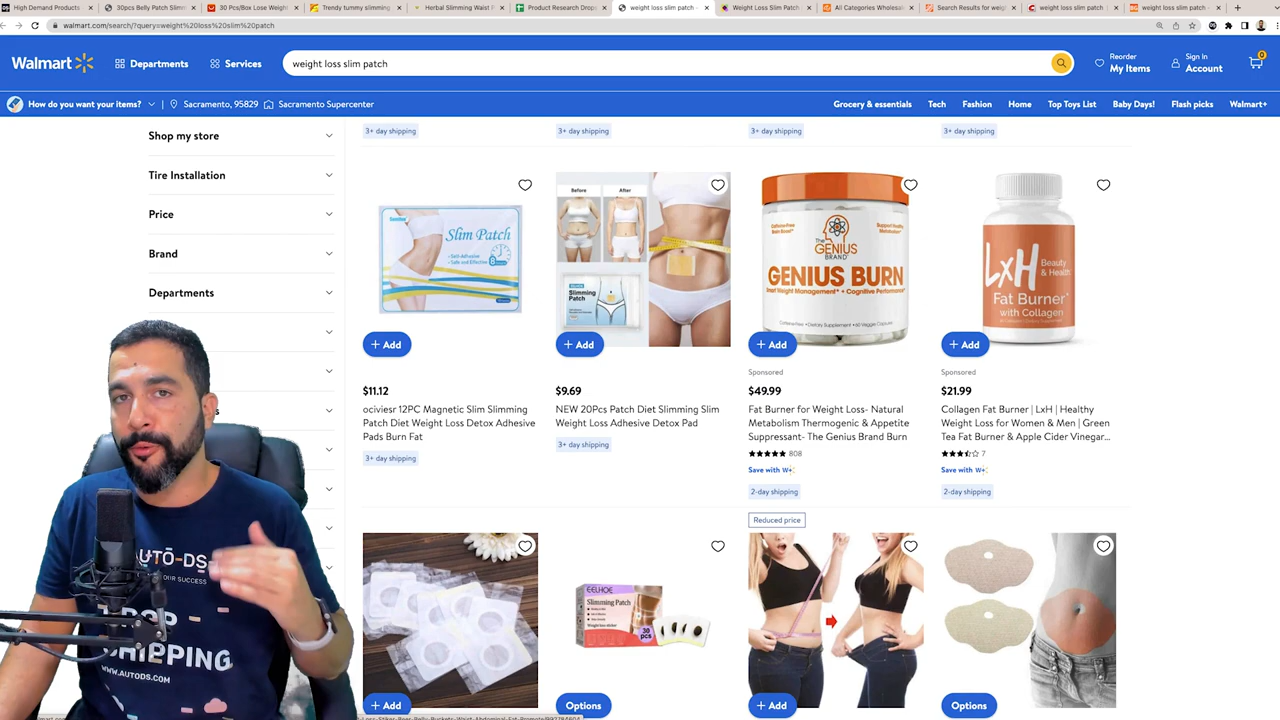 High Demand Products
30pcs Belly Patch Slimm
30 Pcs/Box Lose Weight
Trendy tummy slimming
Herbal Slimming Waist P
Product Research Drop
weight loss slim patch -
Weight Loss Slim Patch
All Categories Wholesale
Search Results for weig
weight loss slim patch
weight loss slim patch -
walmart.com/search/?query=weight%20loss%20slim%20patch
Walmart
Departments
Services
weight loss slim patch
Reorder
My Items
Sign In
Account
0
How do you want your items?
Sacramento, 95829
Sacramento Supercenter
Grocery & essentials
Tech
Fashion
Home
Top Toys List
Baby Days!
Flash picks
Walmart+
Shop my store
Tire Installation
Price
Brand
Departments
3+ day shipping
3+ day shipping
3+ day shipping
3+ day shipping
Slim Patch
Self-adhesive
Safe and Effective
8
+ Add
$11.12
ociviesr 12PC Magnetic Slim Slimming
Patch Diet Weight Loss Detox Adhesive
Pads Burn Fat
3+ day shipping
Before
After
Slimming
Patch
+ Add
$9.69
NEW 20Pcs Patch Diet Slimming Slim
Weight Loss Adhesive Detox Pad
3+ day shipping
Caffeine-Free
Brain Boost
Support Healthy
Metabolism
THE
GENIUS
BRAND
GENIUS BURN
Smart Weight Management + Cognitive Performance
+ Add
Sponsored
$49.99
Fat Burner for Weight Loss- Natural
Metabolism Thermogenic & Appetite
Suppressant- The Genius Brand Burn
808
Save with W+
2-day shipping
LxH
Beauty
& Health
Fat Burner
with Collagen
+ Add
Sponsored
$21.99
Collagen Fat Burner | LxH | Healthy
Weight Loss for Women & Men | Green
Tea Fat Burner & Apple Cider Vinegar...
7
Save with W+
2-day shipping
Reduced price
+ Add
EELHOE
Slimming Patch
30
pcs
Options
+ Add
Options
AUTŌ-DS
OUR SUCCESS
DROP
SHIPPING
WWW.AUTODS.COM